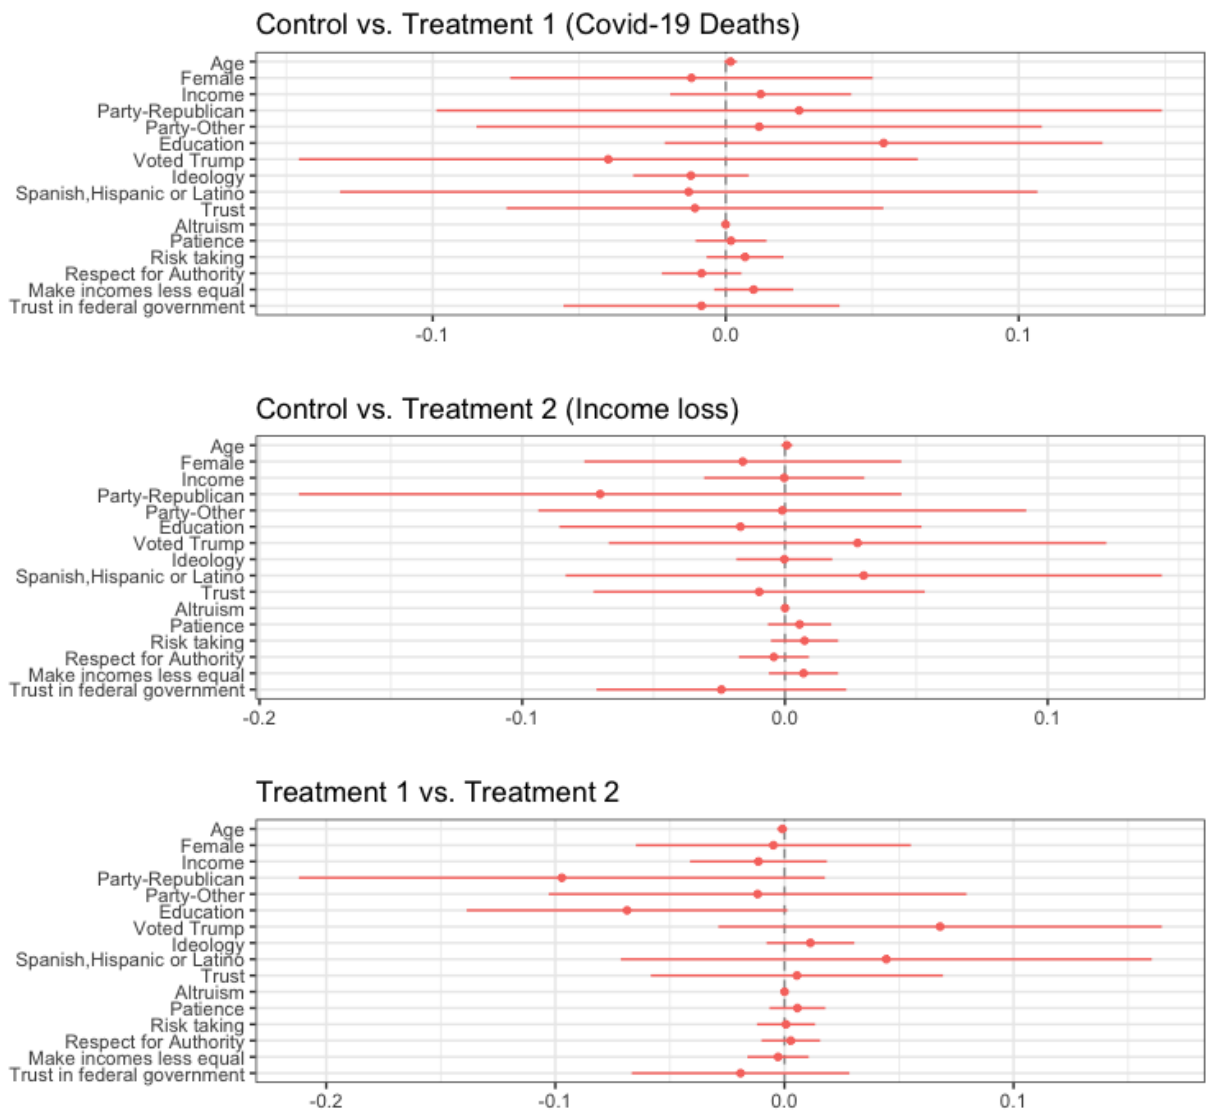 Control vs. Treatment 1 (Covid-19 Deaths)
Age
Female
Income
Party-Republican
Party-Other
Education
Voted Trump
Ideology
Spanish,Hispanic or Latino
Trust
Altruism
Patience
Risk taking
Respect for Authority
Make incomes less equal
Trust in federal government
-0.1 0.0 0.1
Control vs. Treatment 2 (Income loss)
Age
Female
Income
Party-Republican
Party-Other
Education
Voted Trump
Ideology
Spanish,Hispanic or Latino
Trust
Altruism
Patience
Risk taking
Respect for Authority
Make incomes less equal
Trust in federal government
-0.2 -0.1 0.0 0.1
Treatment 1 vs. Treatment 2
Age
Female
Income
Party-Republican
Party-Other
Education
Voted Trump
Ideology
Spanish,Hispanic or Latino
Trust
Altruism
Patience
Risk taking
Respect for Authority
Make incomes less equal
Trust in federal government
-0.2 -0.1 0.0 0.1